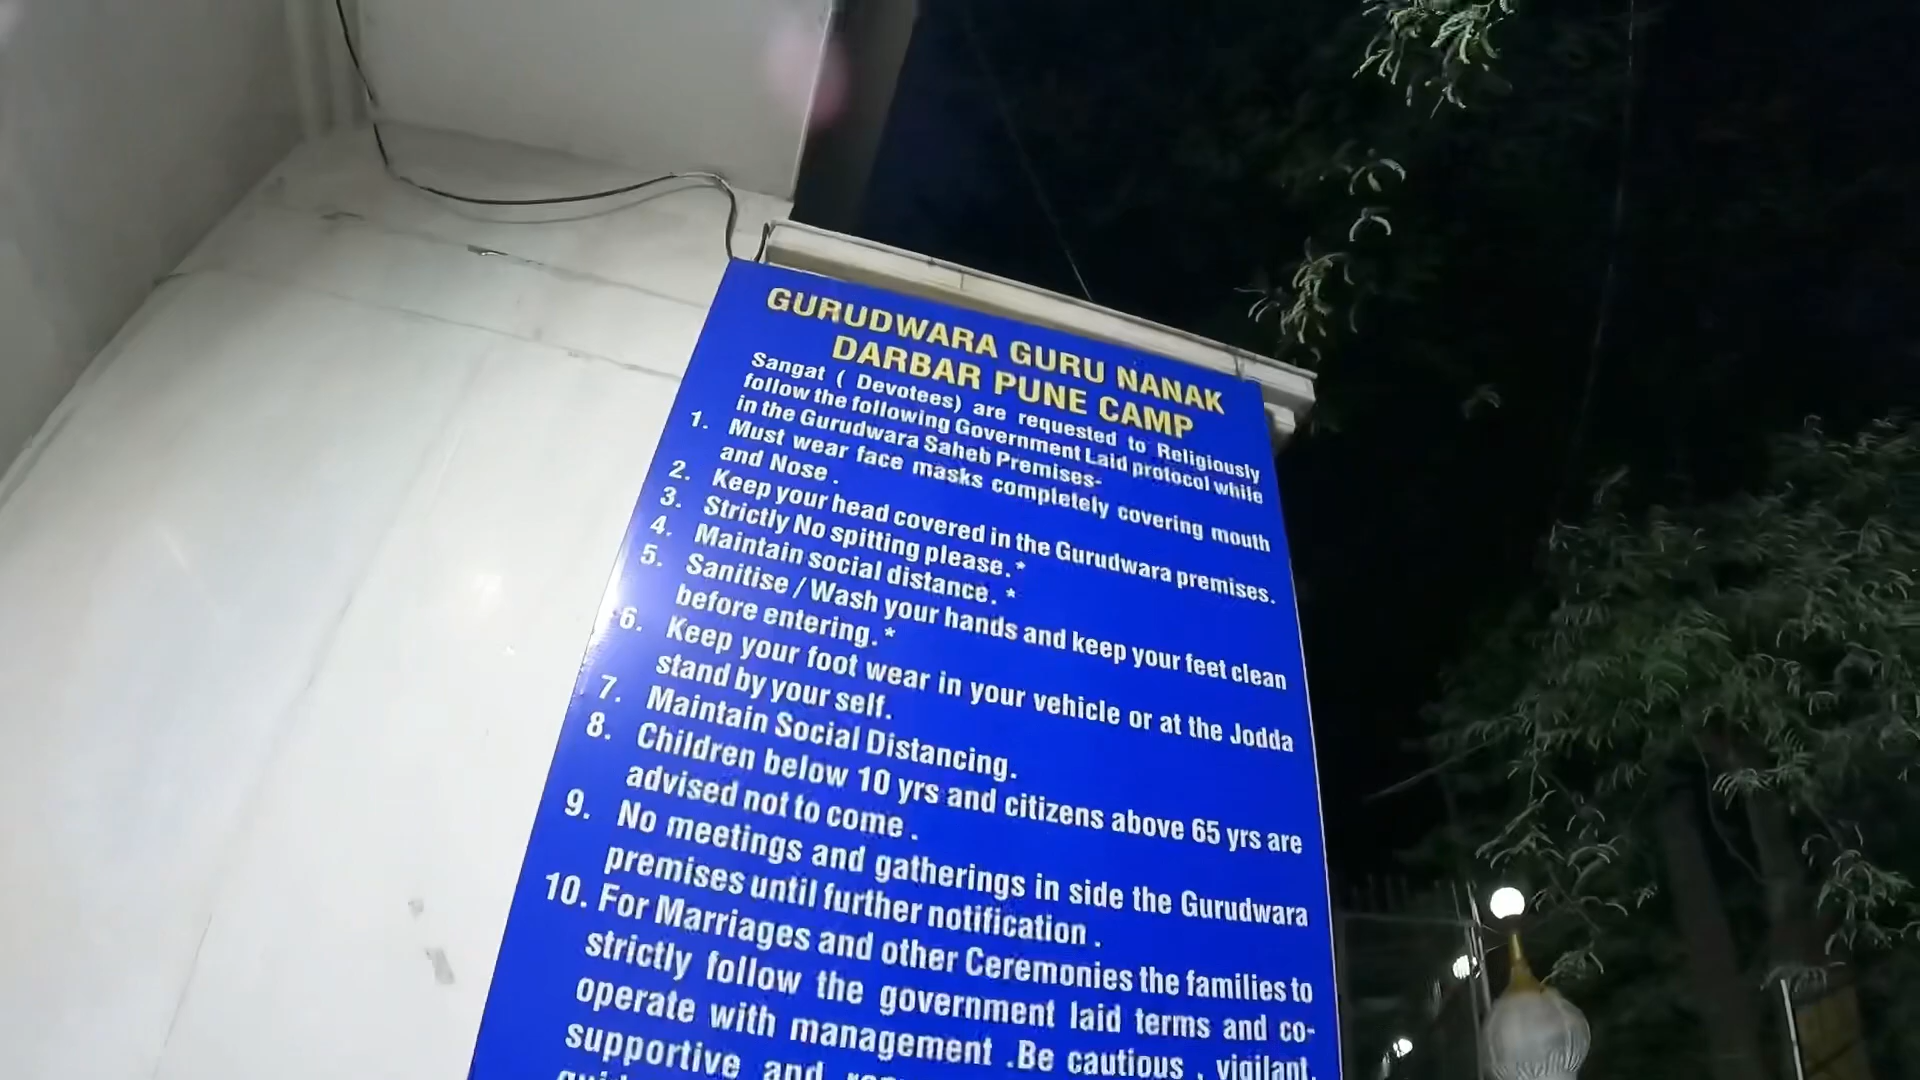 GURUDWARA GURU NANAK
DARBAR PUNE CAMP
Sangat ( Devotees) are requested to Religiously
follow the following Government Laid protocol while
in the Gurudwara Saheb Premises-
1. Must wear face masks completely covering mouth
and Nose .
2. Keep your head covered in the Gurudwara premises.
3. Strictly No spitting please.*
4. Maintain social distance. *
5. Sanitise / Wash your hands and keep your feet clean
before entering.*
6. Keep your foot wear in your vehicle or at the Jodda
stand by your self.
7. Maintain Social Distancing.
8. Children below 10 yrs and citizens above 65 yrs are
advised not to come .
9. No meetings and gatherings in side the Gurudwara
premises until further notification .
10. For Marriages and other Ceremonies the families to
strictly follow the government laid terms and co-
operate with management .Be cautious , vigilant,
supportive and